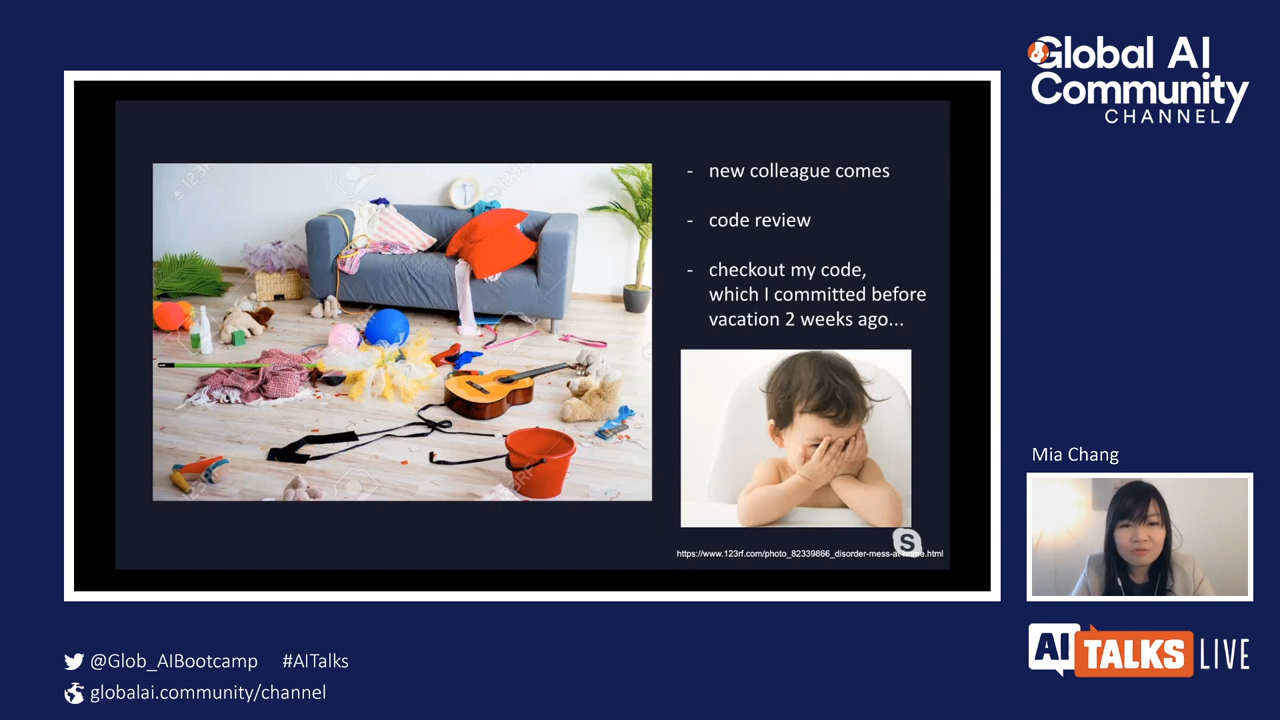 Global AI
Community
CHANNEL
- new colleague comes
- code review
- checkout my code,
which I committed before
vacation 2 weeks ago...
123RF
https://www.123rf.com/photo_82339866_disorder-mess-at-home.html
Mia Chang
AI TALKS LIVE
@Glob_AIBootcamp #AITalks
globalai.community/channel